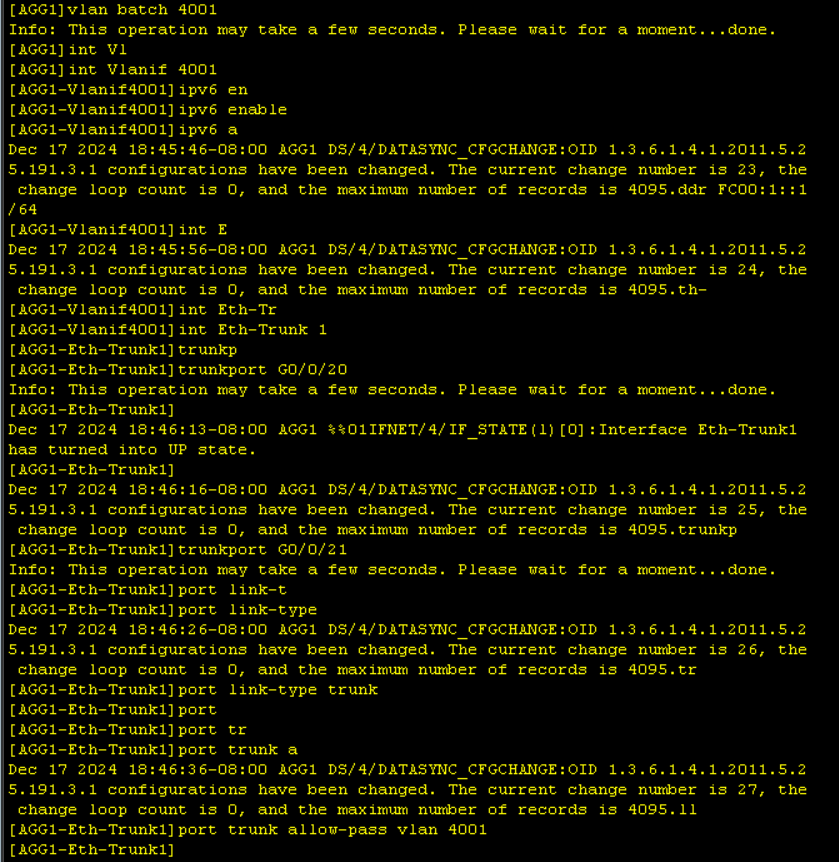 [AGG1]vlan batch 4001
Info: This operation may take a few seconds. Please wait for a moment...done.
[AGG1]int Vl
[AGG1]int Vlanif 4001
[AGG1-Vlanif4001]ipv6 en
[AGG1-Vlanif4001]ipv6 enable
[AGG1-Vlanif4001]ipv6 a
Dec 17 2024 18:45:46-08:00 AGG1 DS/4/DATASYNC_CFGCHANGE:OID 1.3.6.1.4.1.2011.5.2
5.191.3.1 configurations have been changed. The current change number is 23, the
 change loop count is 0, and the maximum number of records is 4095.ddr FC00:1::1
/64
[AGG1-Vlanif4001]int E
Dec 17 2024 18:45:56-08:00 AGG1 DS/4/DATASYNC_CFGCHANGE:OID 1.3.6.1.4.1.2011.5.2
5.191.3.1 configurations have been changed. The current change number is 24, the
 change loop count is 0, and the maximum number of records is 4095.th-
[AGG1-Vlanif4001]int Eth-Tr
[AGG1-Vlanif4001]int Eth-Trunk 1
[AGG1-Eth-Trunk1]trunkp
[AGG1-Eth-Trunk1]trunkport G0/0/20
Info: This operation may take a few seconds. Please wait for a moment...done.
[AGG1-Eth-Trunk1]
Dec 17 2024 18:46:13-08:00 AGG1 %%01IFNET/4/IF_STATE(l)[0]:Interface Eth-Trunk1
has turned into UP state.
[AGG1-Eth-Trunk1]
Dec 17 2024 18:46:16-08:00 AGG1 DS/4/DATASYNC_CFGCHANGE:OID 1.3.6.1.4.1.2011.5.2
5.191.3.1 configurations have been changed. The current change number is 25, the
 change loop count is 0, and the maximum number of records is 4095.trunkp
[AGG1-Eth-Trunk1]trunkport G0/0/21
Info: This operation may take a few seconds. Please wait for a moment...done.
[AGG1-Eth-Trunk1]port link-t
[AGG1-Eth-Trunk1]port link-type
Dec 17 2024 18:46:26-08:00 AGG1 DS/4/DATASYNC_CFGCHANGE:OID 1.3.6.1.4.1.2011.5.2
5.191.3.1 configurations have been changed. The current change number is 26, the
 change loop count is 0, and the maximum number of records is 4095.tr
[AGG1-Eth-Trunk1]port link-type trunk
[AGG1-Eth-Trunk1]port
[AGG1-Eth-Trunk1]port tr
[AGG1-Eth-Trunk1]port trunk a
Dec 17 2024 18:46:36-08:00 AGG1 DS/4/DATASYNC_CFGCHANGE:OID 1.3.6.1.4.1.2011.5.2
5.191.3.1 configurations have been changed. The current change number is 27, the
 change loop count is 0, and the maximum number of records is 4095.ll
[AGG1-Eth-Trunk1]port trunk allow-pass vlan 4001
[AGG1-Eth-Trunk1]